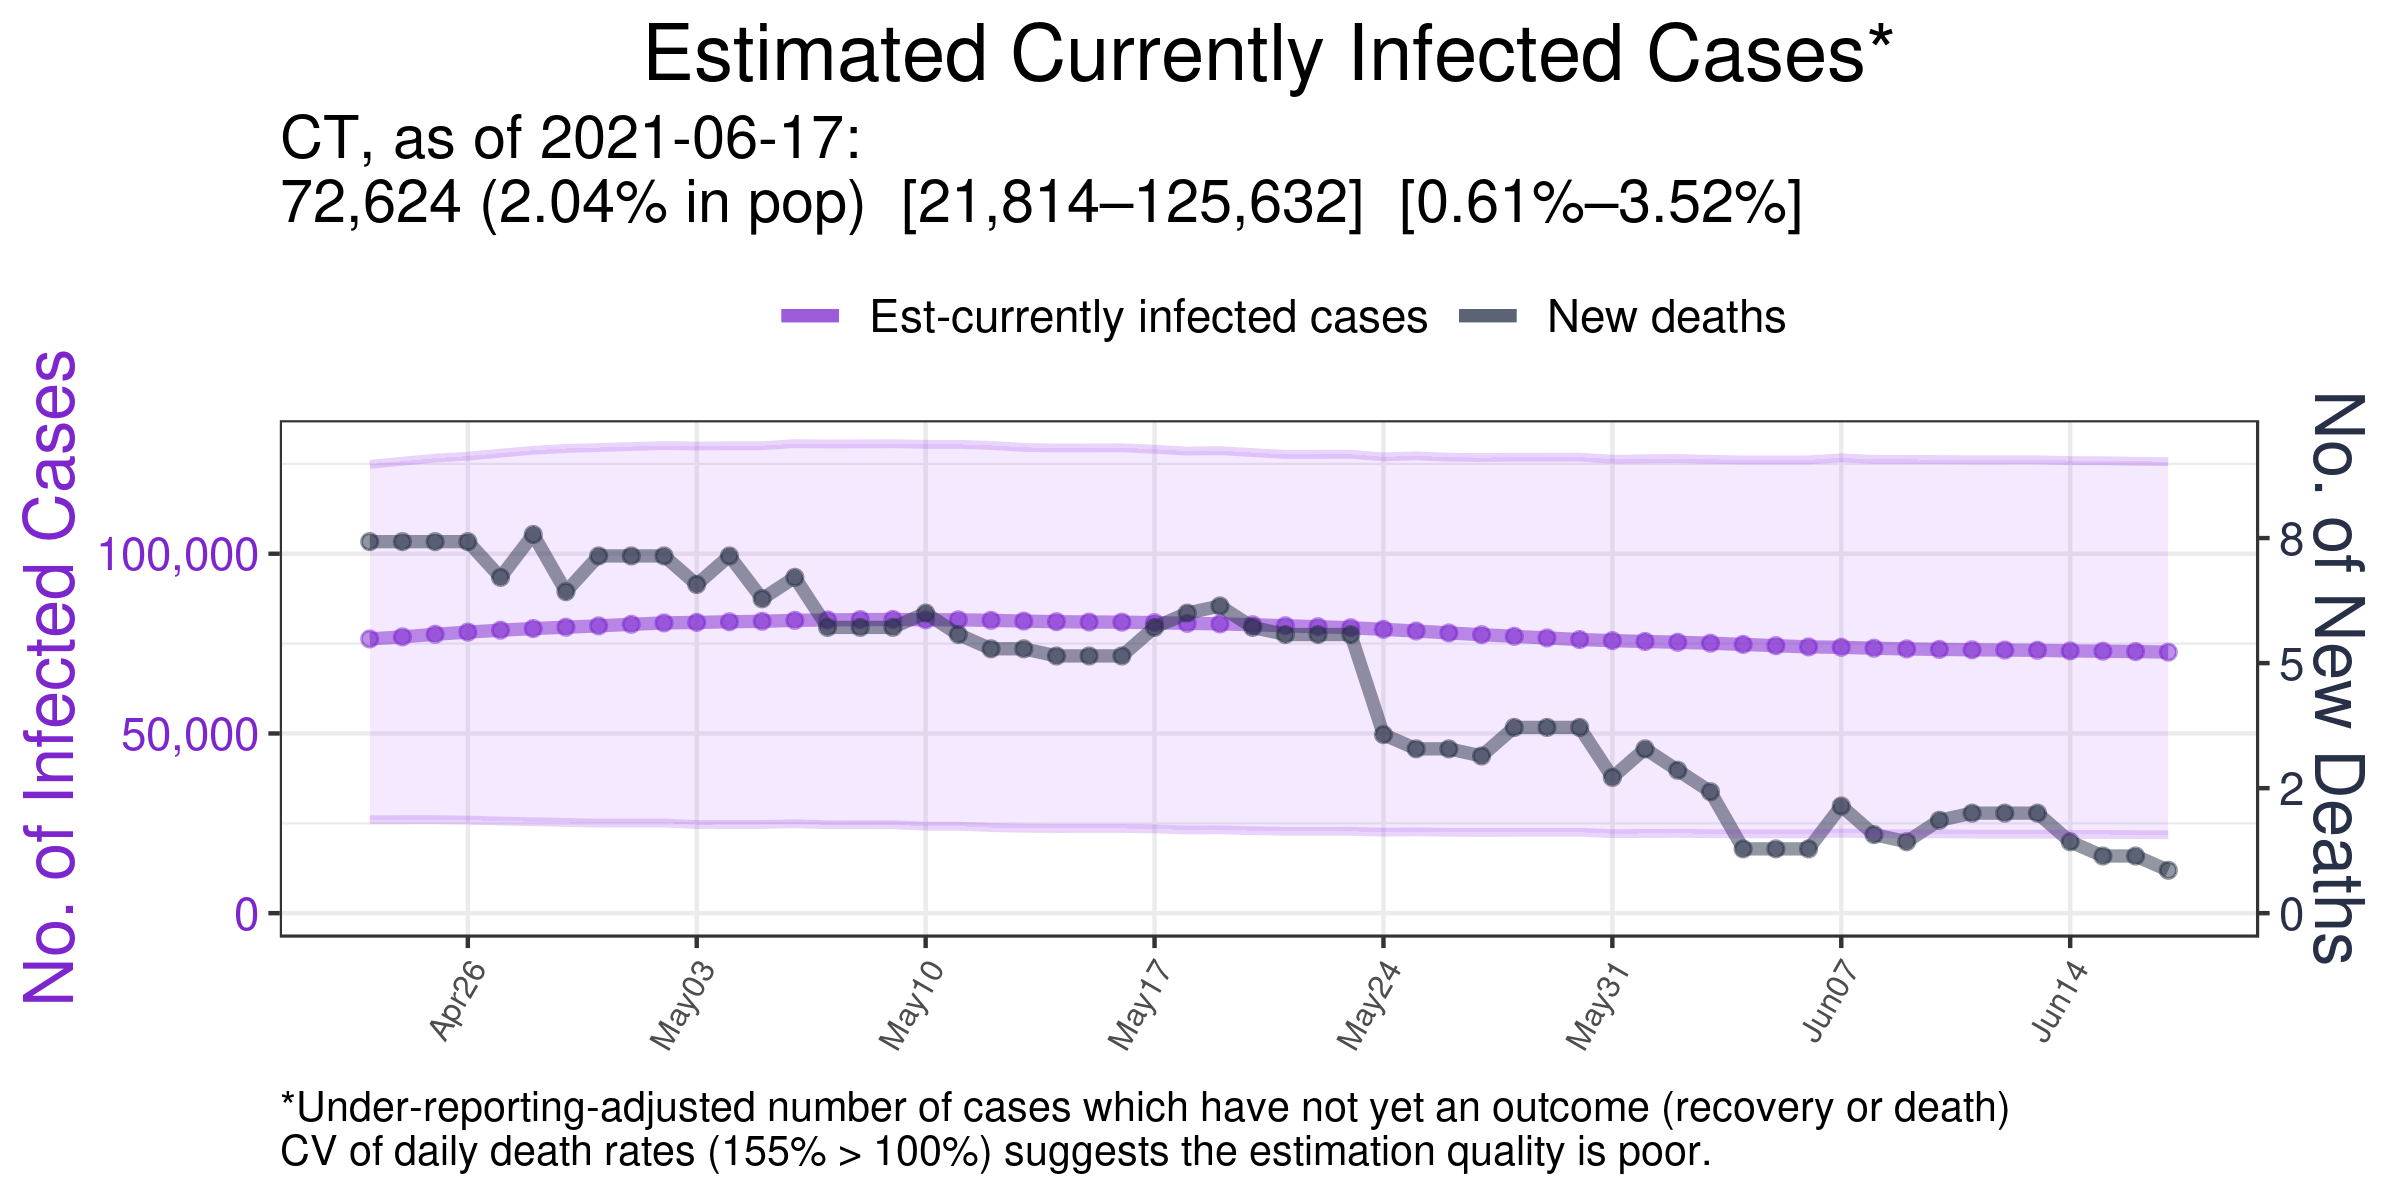 Estimated Currently Infected Cases*
CT, as of 2021-06-17:
72,624 (2.04% in pop)  [21,814–125,632]  [0.61%–3.52%]
Est-currently infected cases
New deaths
No. of Infected Cases
100,000
50,000
0
8
5
2
0
No. of New Deaths
Apr26
May03
May10
May17
May24
May31
Jun07
Jun14
*Under-reporting-adjusted number of cases which have not yet an outcome (recovery or death)
CV of daily death rates (155% > 100%) suggests the estimation quality is poor.